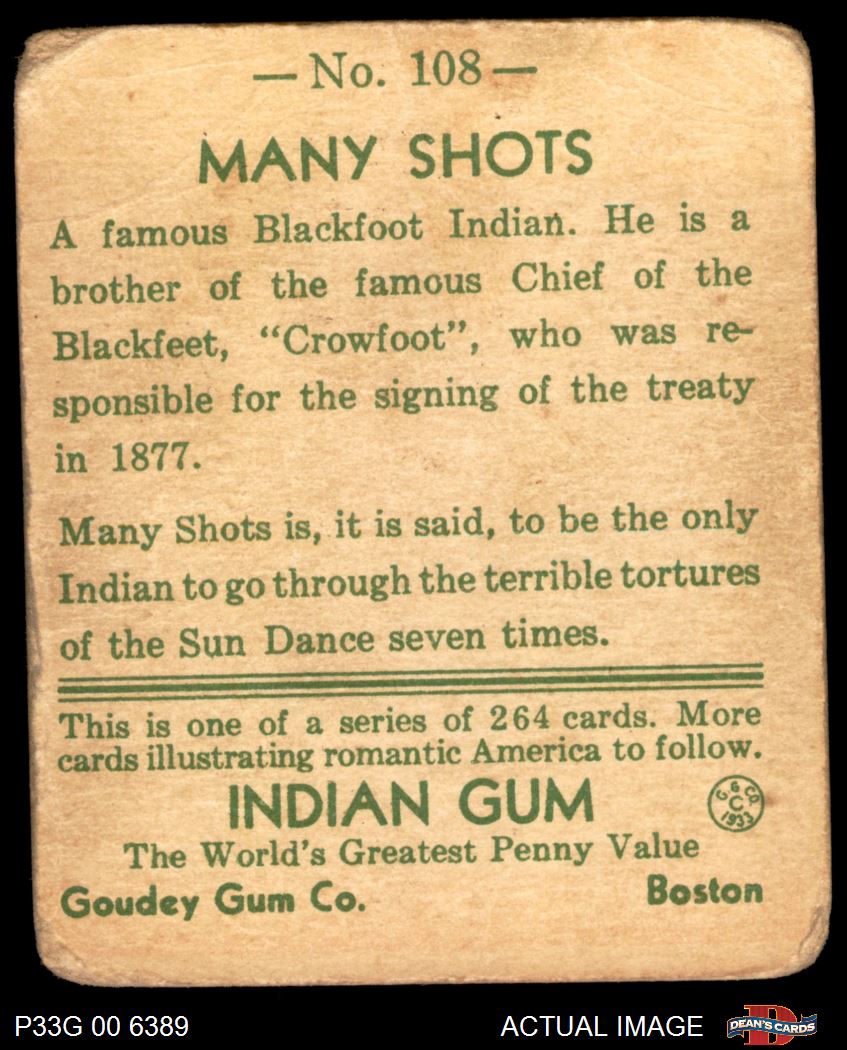 — No. 108 —
MANY SHOTS
A famous Blackfoot Indian. He is a
brother of the famous Chief of the
Blackfeet, “Crowfoot”, who was re-
sponsible for the signing of the treaty
in 1877.
Many Shots is, it is said, to be the only
Indian to go through the terrible tortures
of the Sun Dance seven times.
This is one of a series of 264 cards. More
cards illustrating romantic America to follow.
INDIAN GUM
G. G. CO.
C
1933
The World's Greatest Penny Value
Goudey Gum Co. Boston
P33G 00 6389 ACTUAL IMAGE D DEAN'S CARDS